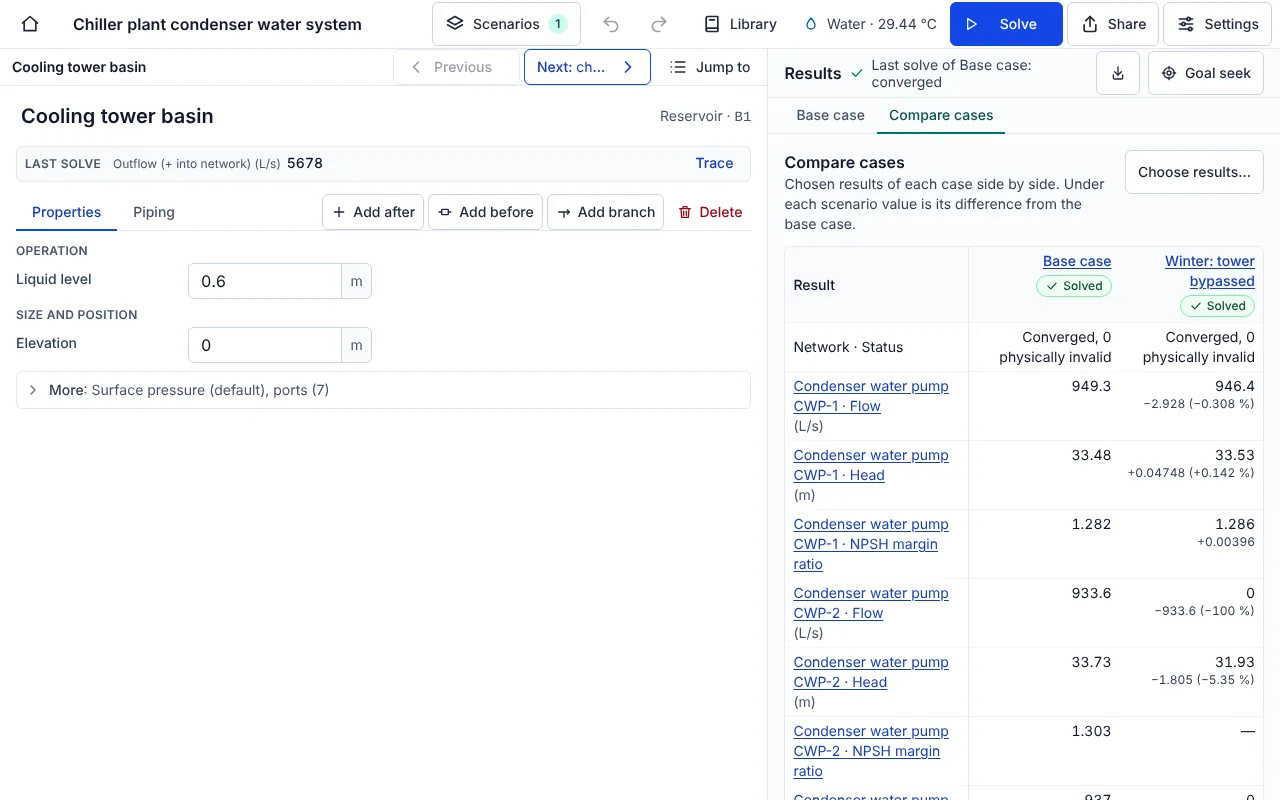 Chiller plant condenser water system
Scenarios 1
Library
Water · 29.44 °C
Solve
Share
Settings
Cooling tower basin
Previous
Next: ch...
Jump to
Cooling tower basin
Reservoir · B1
LAST SOLVE Outflow (+ into network) (L/s) 5678
Trace
Properties
Piping
Add after
Add before
Add branch
Delete
OPERATION
Liquid level
0.6 m
SIZE AND POSITION
Elevation
0 m
More: Surface pressure (default), ports (7)
Results
Last solve of Base case:
converged
Goal seek
Base case
Compare cases
Compare cases
Chosen results of each case side by side. Under
each scenario value is its difference from the
base case.
Choose results...
Result
Base case
Solved
Winter: tower
bypassed
Solved
Network · Status
Converged, 0
physically invalid
Converged, 0
physically invalid
Condenser water pump
CWP-1 · Flow
(L/s)
949.3
946.4
−2.928 (−0.308 %)
Condenser water pump
CWP-1 · Head
(m)
33.48
33.53
+0.04748 (+0.142 %)
Condenser water pump
CWP-1 · NPSH margin
ratio
1.282
1.286
+0.00396
Condenser water pump
CWP-2 · Flow
(L/s)
933.6
0
−933.6 (−100 %)
Condenser water pump
CWP-2 · Head
(m)
33.73
31.93
−1.805 (−5.35 %)
Condenser water pump
CWP-2 · NPSH margin
ratio
1.303
—
Condenser water pump
937
0